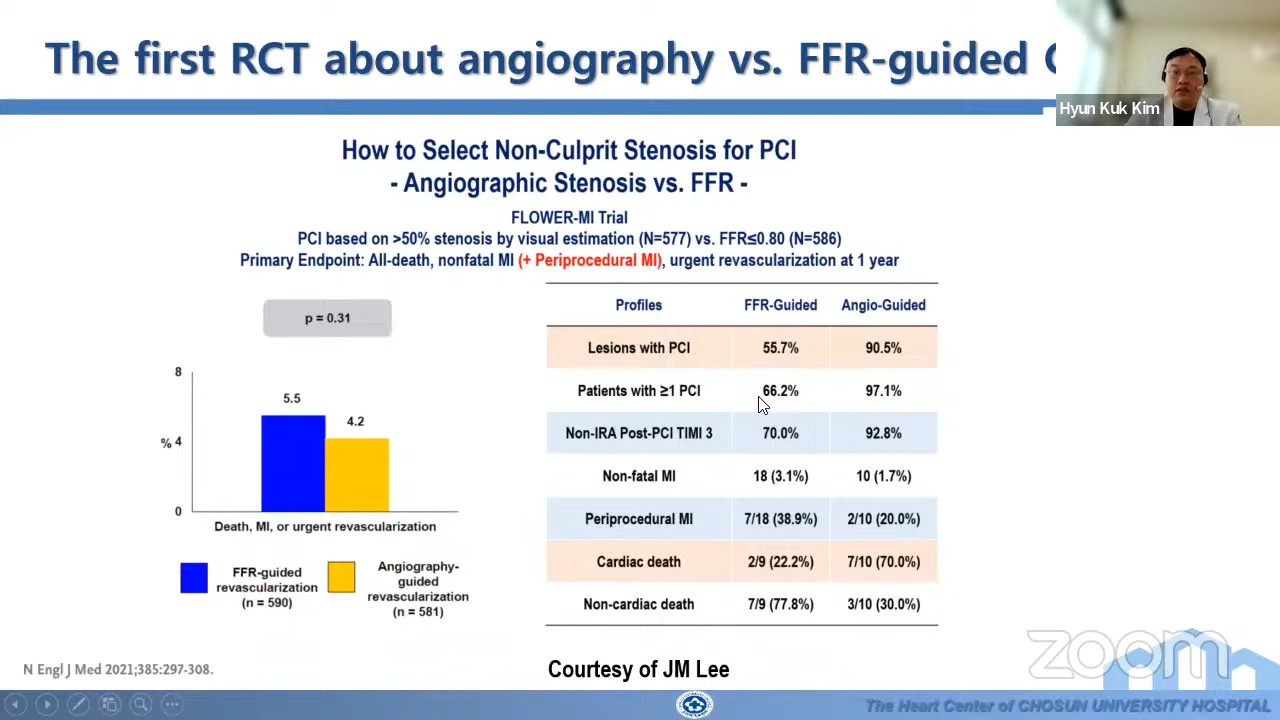 The first RCT about angiography vs. FFR-guided
Hyun Kuk Kim
How to Select Non-Culprit Stenosis for PCI
- Angiographic Stenosis vs. FFR -
FLOWER-MI Trial
PCI based on >50% stenosis by visual estimation (N=577) vs. FFR≤0.80 (N=586)
Primary Endpoint: All-death, nonfatal MI (+ Periprocedural MI), urgent revascularization at 1 year
p = 0.31
8
5.5
4.2
% 4
0
Death, MI, or urgent revascularization
FFR-guided
revascularization
(n = 590)
Angiography-
guided
revascularization
(n = 581)
Profiles FFR-Guided Angio-Guided
Lesions with PCI 55.7% 90.5%
Patients with ≥1 PCI 66.2% 97.1%
Non-IRA Post-PCI TIMI 3 70.0% 92.8%
Non-fatal MI 18 (3.1%) 10 (1.7%)
Periprocedural MI 7/18 (38.9%) 2/10 (20.0%)
Cardiac death 2/9 (22.2%) 7/10 (70.0%)
Non-cardiac death 7/9 (77.8%) 3/10 (30.0%)
N Engl J Med 2021;385:297-308.
Courtesy of JM Lee
zoom
The Heart Center of CHOSUN UNIVERSITY HOSPITAL